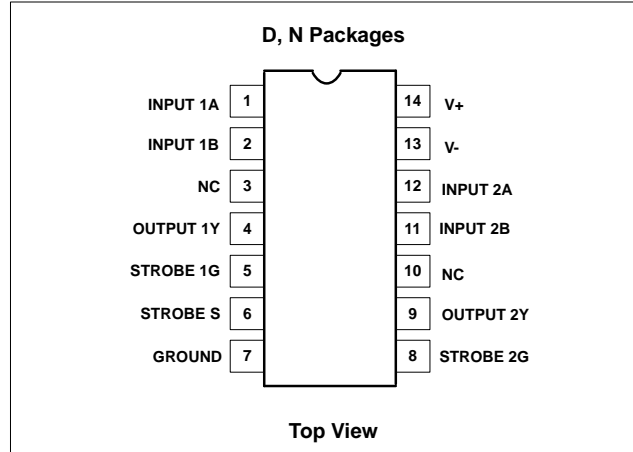 D, N Packages
INPUT 1A 1 14 V+
INPUT 1B 2 13 V-
NC 3 12 INPUT 2A
OUTPUT 1Y 4 11 INPUT 2B
STROBE 1G 5 10 NC
STROBE S 6 9 OUTPUT 2Y
GROUND 7 8 STROBE 2G
Top View